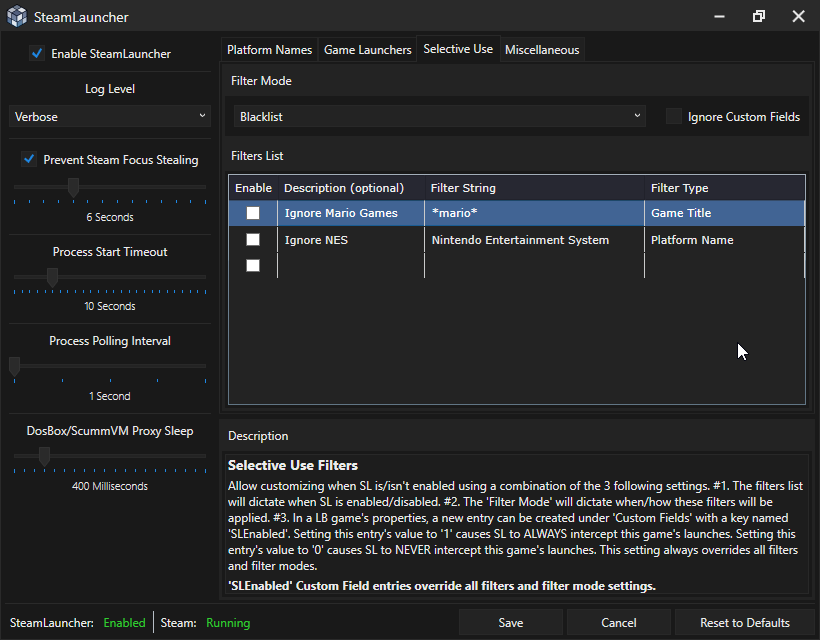 SteamLauncher
Enable SteamLauncher
Log Level
Verbose
Prevent Steam Focus Stealing
6 Seconds
Process Start Timeout
10 Seconds
Process Polling Interval
1 Second
DosBox/ScummVM Proxy Sleep
400 Milliseconds
Platform Names Game Launchers Selective Use Miscellaneous
Filter Mode
Blacklist Ignore Custom Fields
Filters List
Enable Description (optional) Filter String Filter Type
Ignore Mario Games *mario* Game Title
Ignore NES Nintendo Entertainment System Platform Name
Description
Selective Use Filters
Allow customizing when SL is/isn't enabled using a combination of the 3 following settings. #1. The filters list
will dictate when SL is enabled/disabled. #2. The 'Filter Mode' will dictate when/how these filters will be
applied. #3. In a LB game's properties, a new entry can be created under 'Custom Fields' with a key named
'SLEnabled'. Setting this entry's value to '1' causes SL to ALWAYS intercept this game's launches. Setting this
entry's value to '0' causes SL to NEVER intercept this game's launches. This setting always overrides all filters
and filter modes.
'SLEnabled' Custom Field entries override all filters and filter mode settings.
SteamLauncher: Enabled Steam: Running Save Cancel Reset to Defaults